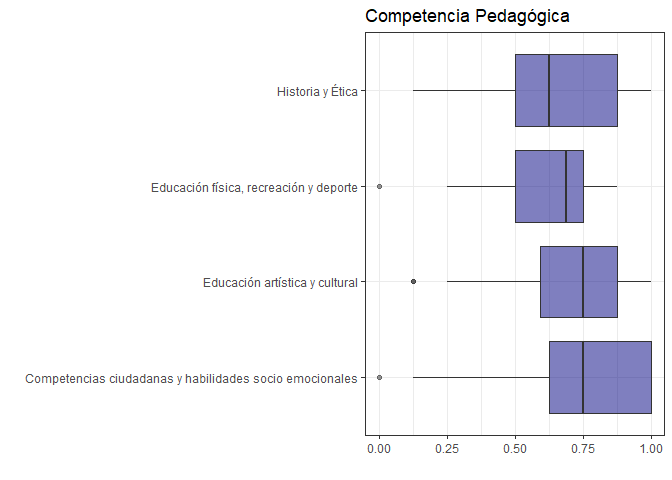 Competencia Pedagógica
Historia y Ética
Educación física, recreación y deporte
Educación artística y cultural
Competencias ciudadanas y habilidades socio emocionales
0.00 0.25 0.50 0.75 1.00